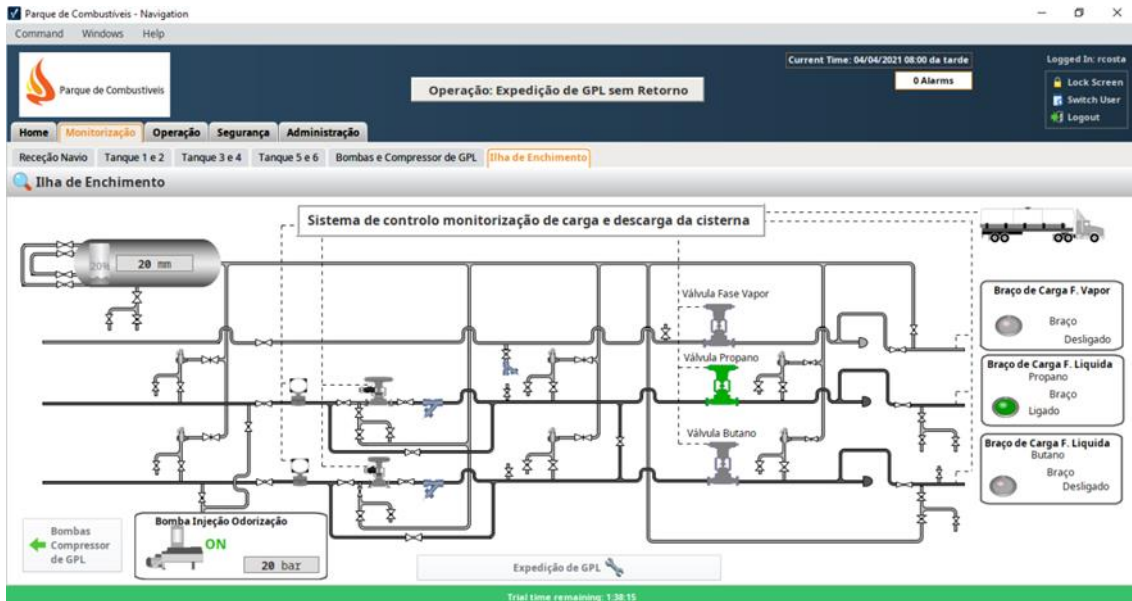 Parque de Combustíveis - Navigation
Command Windows Help
Parque de Combustíveis
Operação: Expedição de GPL sem Retorno
Current Time: 04/04/2021 08:00 da tarde
0 Alarms
Logged In: rcosta
Lock Screen
Switch User
Logout
Home Monitorização Operação Segurança Administração
Receção Navio Tanque 1 e 2 Tanque 3 e 4 Tanque 5 e 6 Bombas e Compressor de GPL Ilha de Enchimento
Ilha de Enchimento
Sistema de controlo monitorização de carga e descarga da cisterna
20%
20 mm
Válvula Fase Vapor
Válvula Propano
Válvula Butano
Braço de Carga F. Vapor
Braço
Desligado
Braço de Carga F. Liquida
Propano
Braço
Ligado
Braço de Carga F. Liquida
Butano
Braço
Desligado
Bombas
Compressor
de GPL
Bomba Injeção Odorização
ON
20 bar
Expedição de GPL
Trial time remaining: 1:38:15